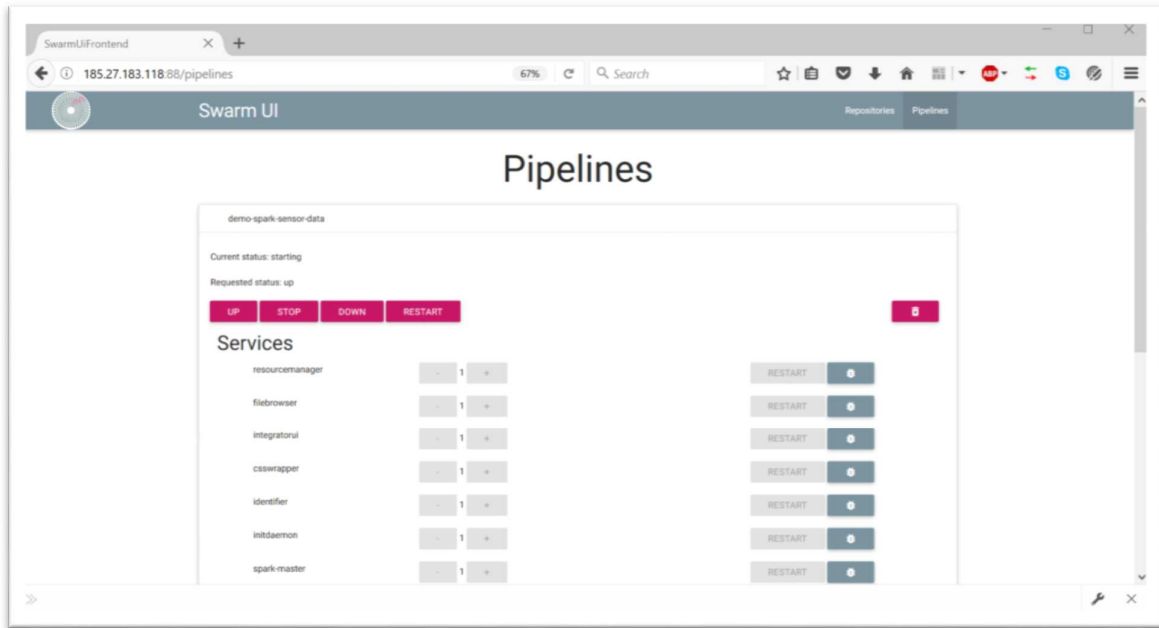 SwarmUiFrontend
185.27.183.118:88/pipelines 67% Search ABP S
Swarm UI Repositories Pipelines
Pipelines
demo-spark-sensor-data
Current status: starting
Requested status: up
UP STOP DOWN RESTART
Services
resourcemanager - 1 + RESTART
filebrowser - 1 + RESTART
integratorui - 1 + RESTART
csswrapper - 1 + RESTART
identifier - 1 + RESTART
initdaemon - 1 + RESTART
spark-master - 1 + RESTART